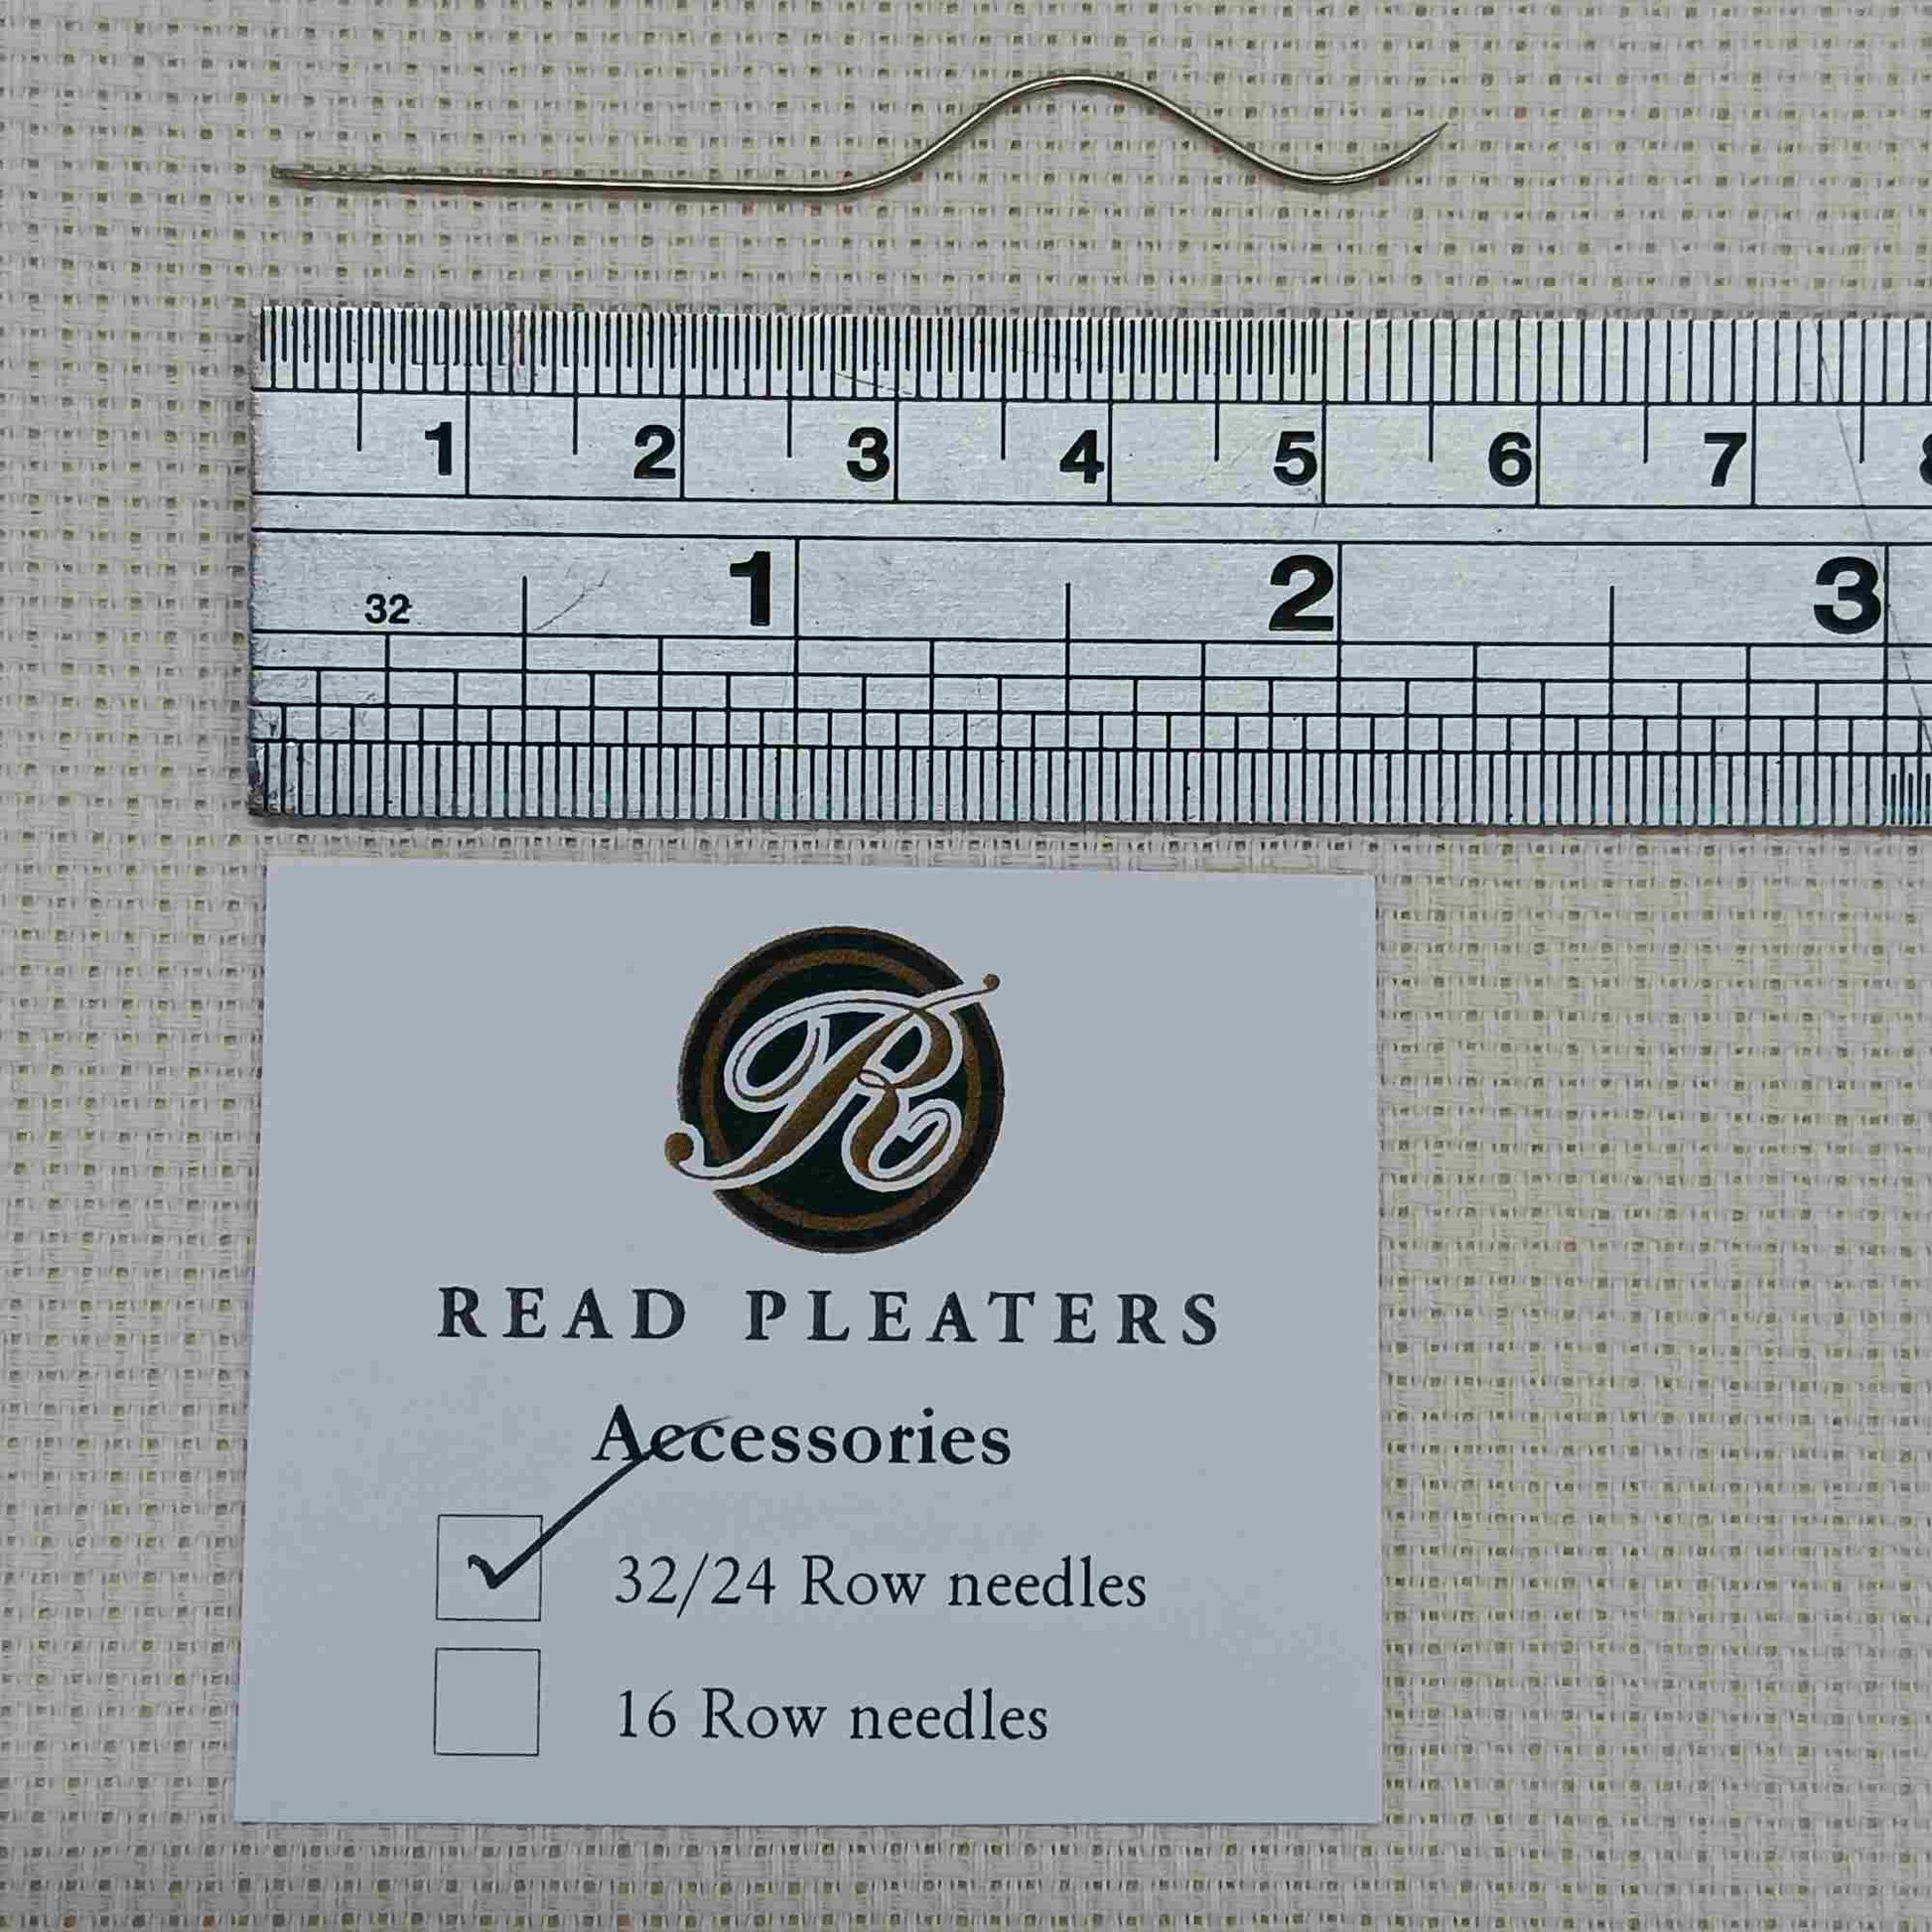 1 2 3 4 5 6 7
1 2 3
32
R
READ PLEATERS
Accessories
32/24 Row needles
16 Row needles